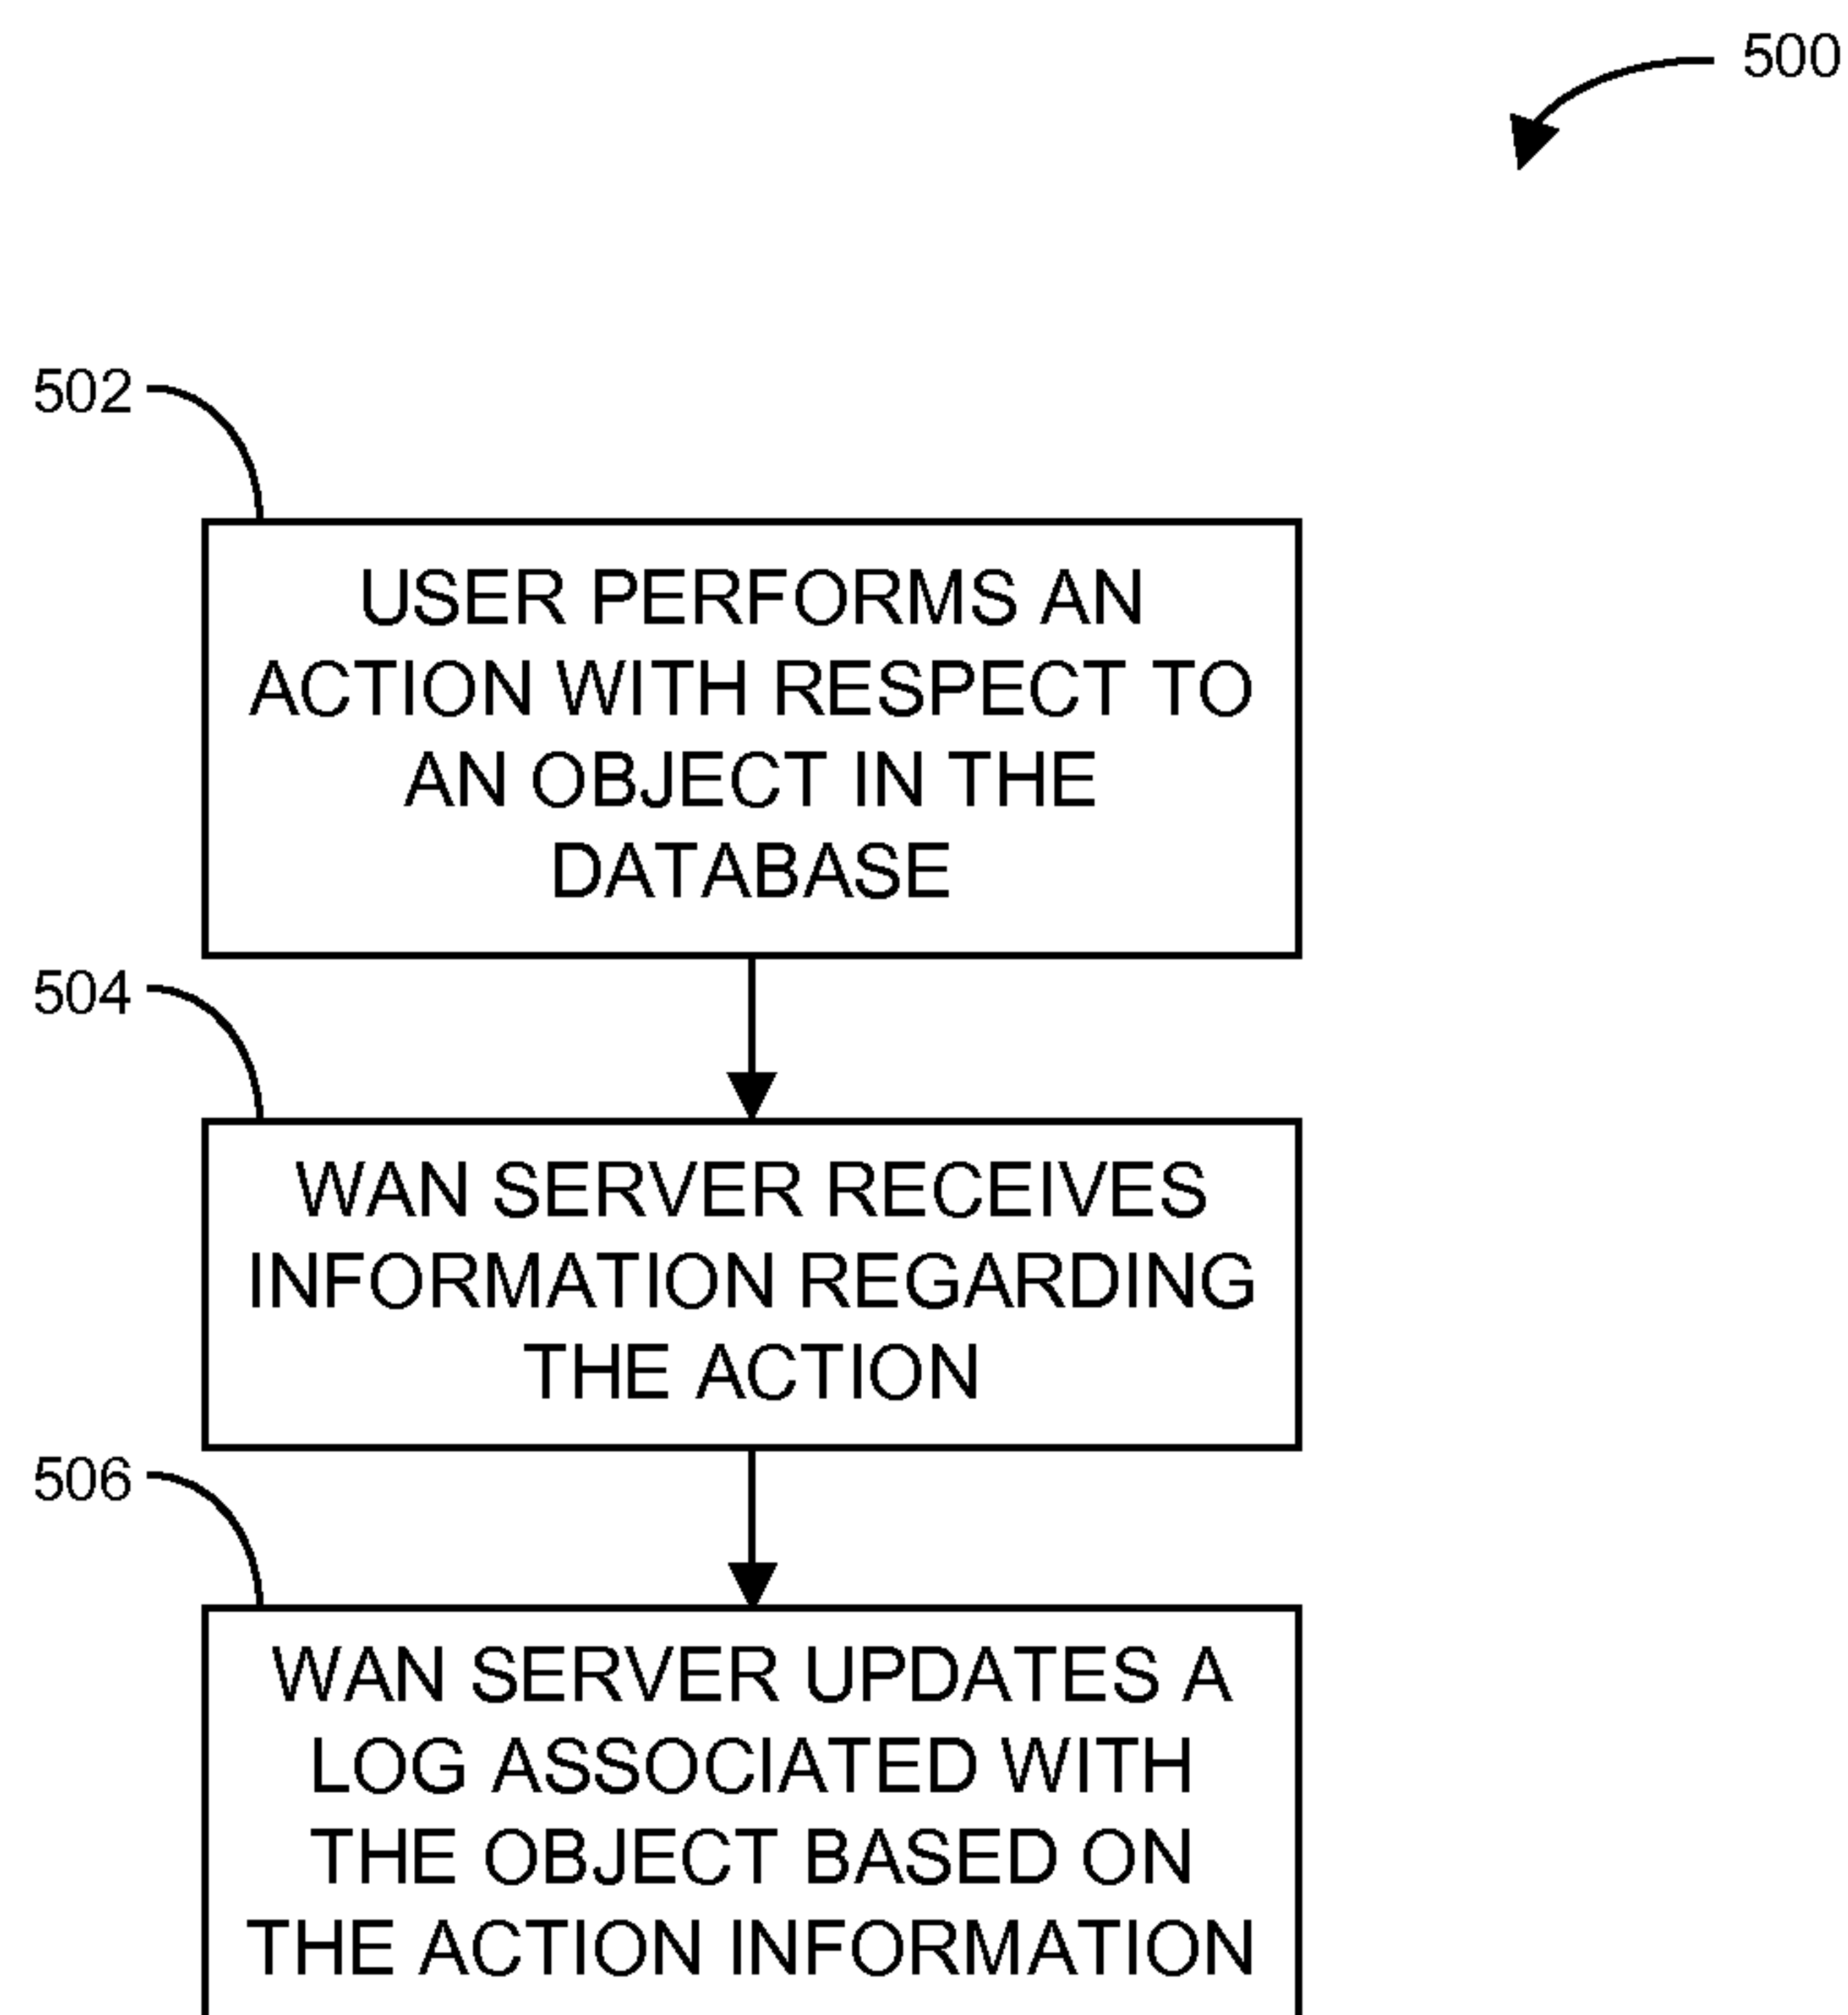 500
502
USER PERFORMS AN
ACTION WITH RESPECT TO
AN OBJECT IN THE
DATABASE
504
WAN SERVER RECEIVES
INFORMATION REGARDING
THE ACTION
506
WAN SERVER UPDATES A
LOG ASSOCIATED WITH
THE OBJECT BASED ON
THE ACTION INFORMATION